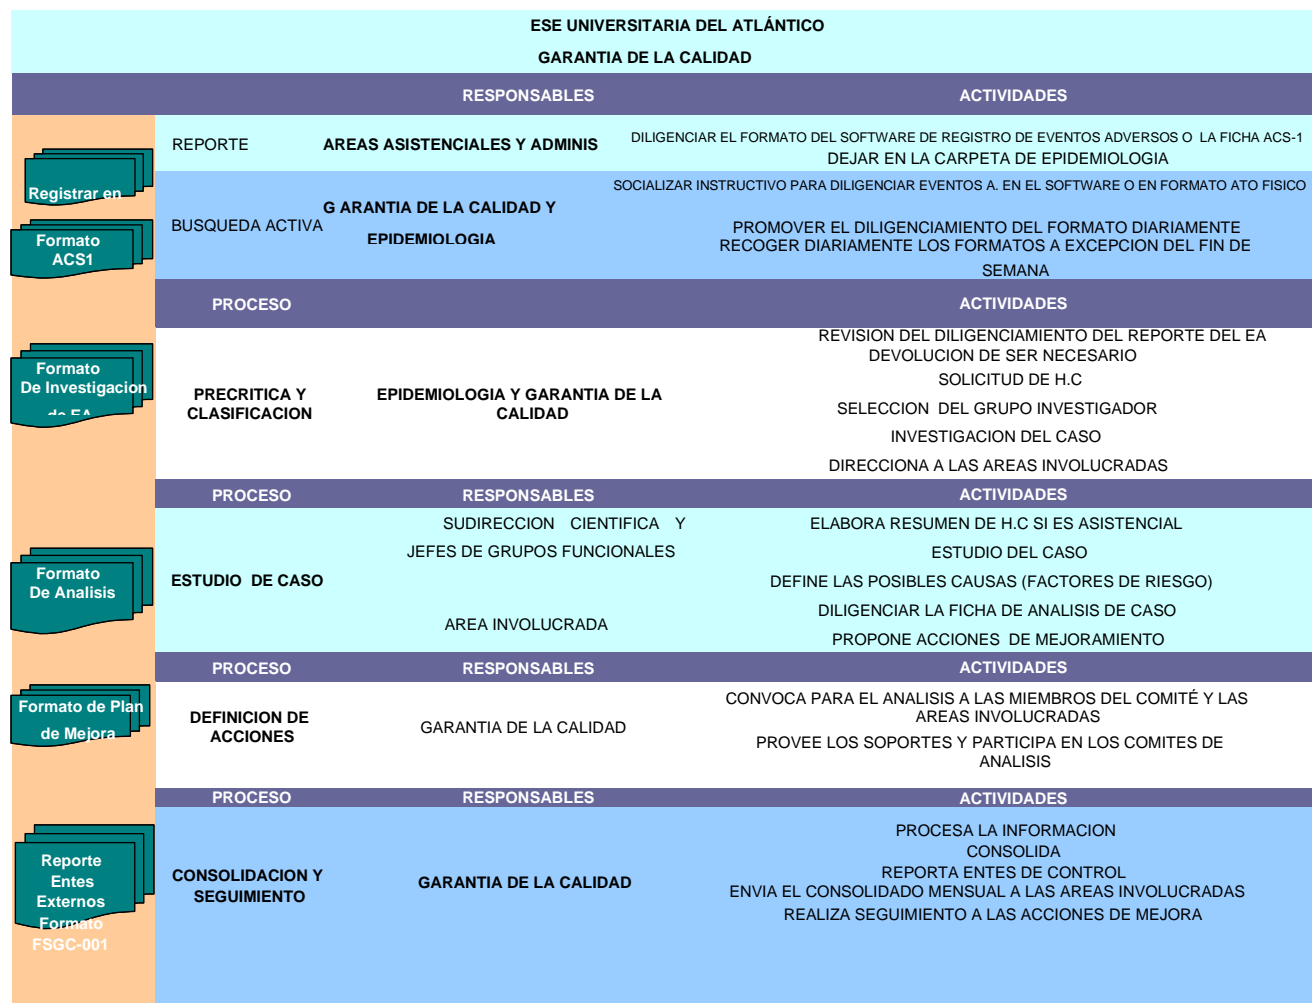 ESE UNIVERSITARIA DEL ATLÁNTICO
GARANTIA DE LA CALIDAD
RESPONSABLES
ACTIVIDADES
Registrar en
REPORTE
AREAS ASISTENCIALES Y ADMINIS
DILIGENCIAR EL FORMATO DEL SOFTWARE DE REGISTRO DE EVENTOS ADVERSOS O LA FICHA ACS-1
DEJAR EN LA CARPETA DE EPIDEMIOLOGIA
Formato
ACS1
BUSQUEDA ACTIVA
G ARANTIA DE LA CALIDAD Y
EPIDEMIOLOGIA
SOCIALIZAR INSTRUCTIVO PARA DILIGENCIAR EVENTOS A. EN EL SOFTWARE O EN FORMATO ATO FISICO
PROMOVER EL DILIGENCIAMIENTO DEL FORMATO DIARIAMENTE
RECOGER DIARIAMENTE LOS FORMATOS A EXCEPCION DEL FIN DE
SEMANA
PROCESO
ACTIVIDADES
Formato
De Investigacion
de EA
PRECRITICA Y
CLASIFICACION
EPIDEMIOLOGIA Y GARANTIA DE LA
CALIDAD
REVISION DEL DILIGENCIAMIENTO DEL REPORTE DEL EA
DEVOLUCION DE SER NECESARIO
SOLICITUD DE H.C
SELECCION DEL GRUPO INVESTIGADOR
INVESTIGACION DEL CASO
DIRECCIONA A LAS AREAS INVOLUCRADAS
PROCESO
RESPONSABLES
ACTIVIDADES
Formato
De Analisis
ESTUDIO DE CASO
SUDIRECCION CIENTIFICA Y
JEFES DE GRUPOS FUNCIONALES
AREA INVOLUCRADA
ELABORA RESUMEN DE H.C SI ES ASISTENCIAL
ESTUDIO DEL CASO
DEFINE LAS POSIBLES CAUSAS (FACTORES DE RIESGO)
DILIGENCIAR LA FICHA DE ANALISIS DE CASO
PROPONE ACCIONES DE MEJORAMIENTO
PROCESO
RESPONSABLES
ACTIVIDADES
Formato de Plan
de Mejora
DEFINICION DE
ACCIONES
GARANTIA DE LA CALIDAD
CONVOCA PARA EL ANALISIS A LAS MIEMBROS DEL COMITÉ Y LAS
AREAS INVOLUCRADAS
PROVEE LOS SOPORTES Y PARTICIPA EN LOS COMITES DE
ANALISIS
PROCESO
RESPONSABLES
ACTIVIDADES
Reporte
Entes
Externos
Formato
FSGC-001
CONSOLIDACION Y
SEGUIMIENTO
GARANTIA DE LA CALIDAD
PROCESA LA INFORMACION
CONSOLIDA
REPORTA ENTES DE CONTROL
ENVIA EL CONSOLIDADO MENSUAL A LAS AREAS INVOLUCRADAS
REALIZA SEGUIMIENTO A LAS ACCIONES DE MEJORA